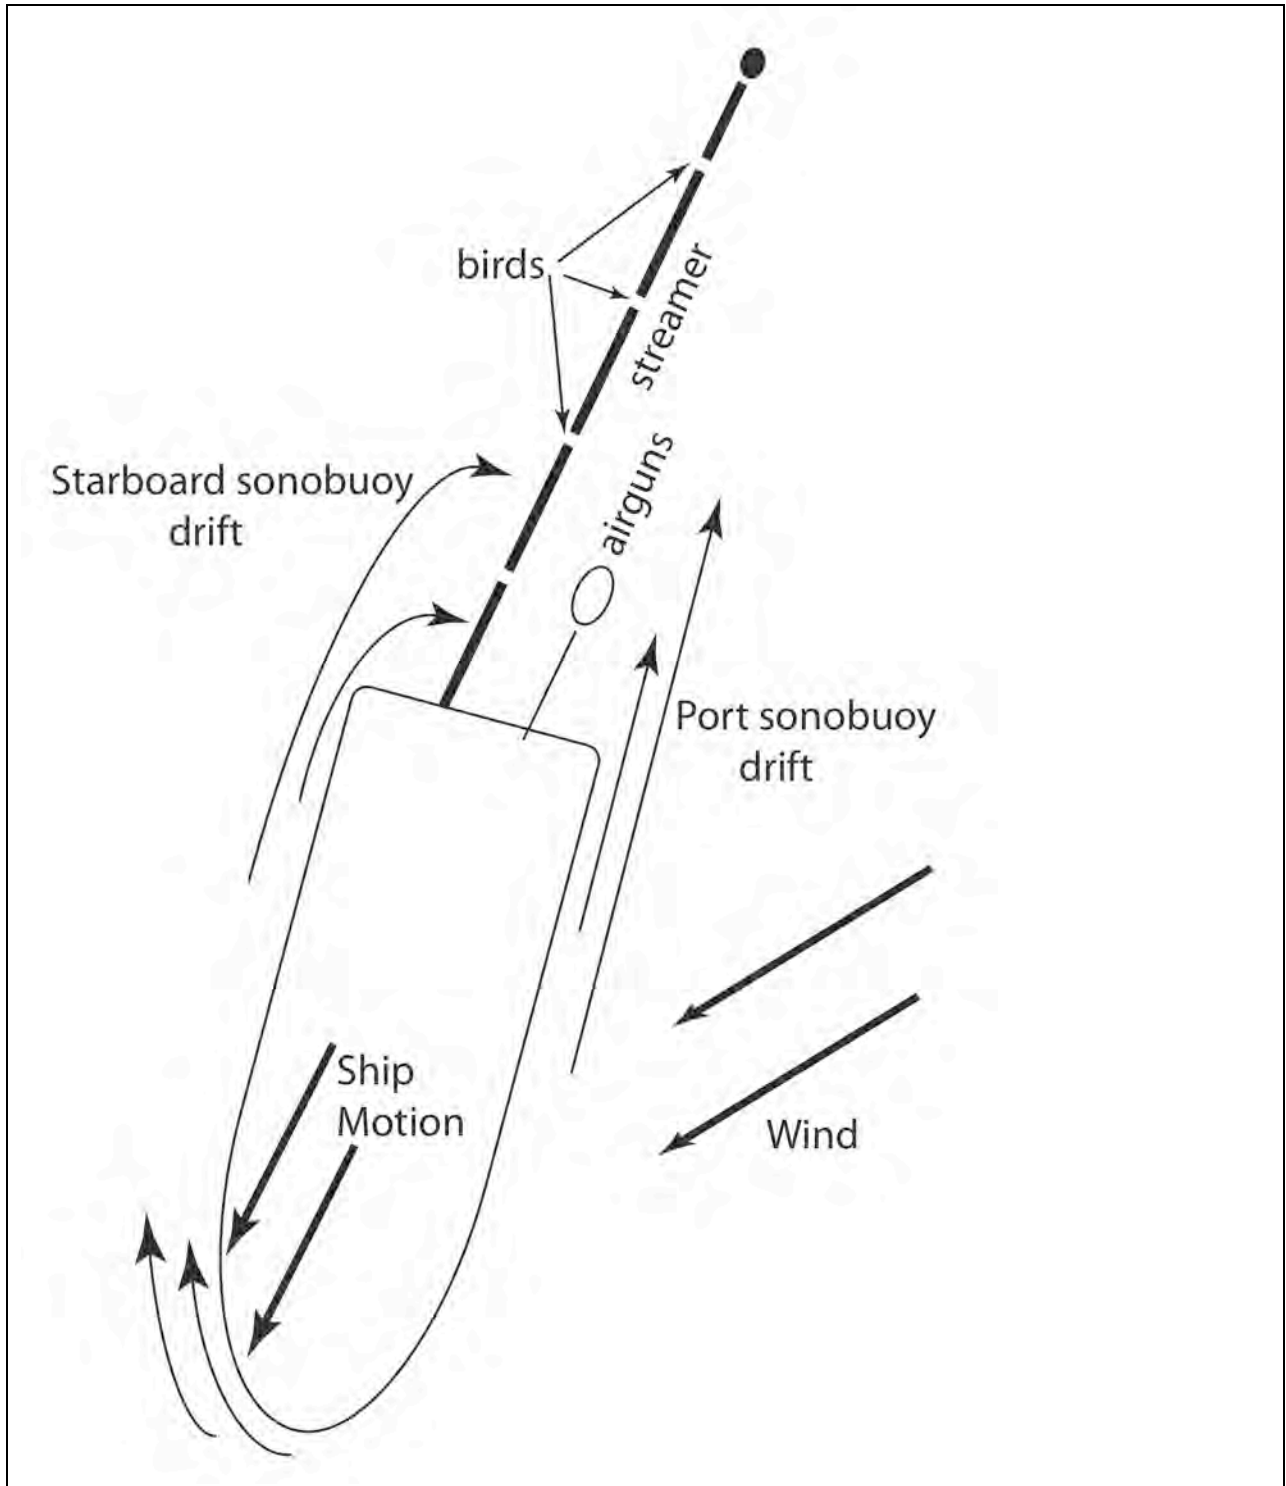 birds
streamer
airguns
Starboard sonobuoy
drift
Port sonobuoy
drift
Ship
Motion
Wind